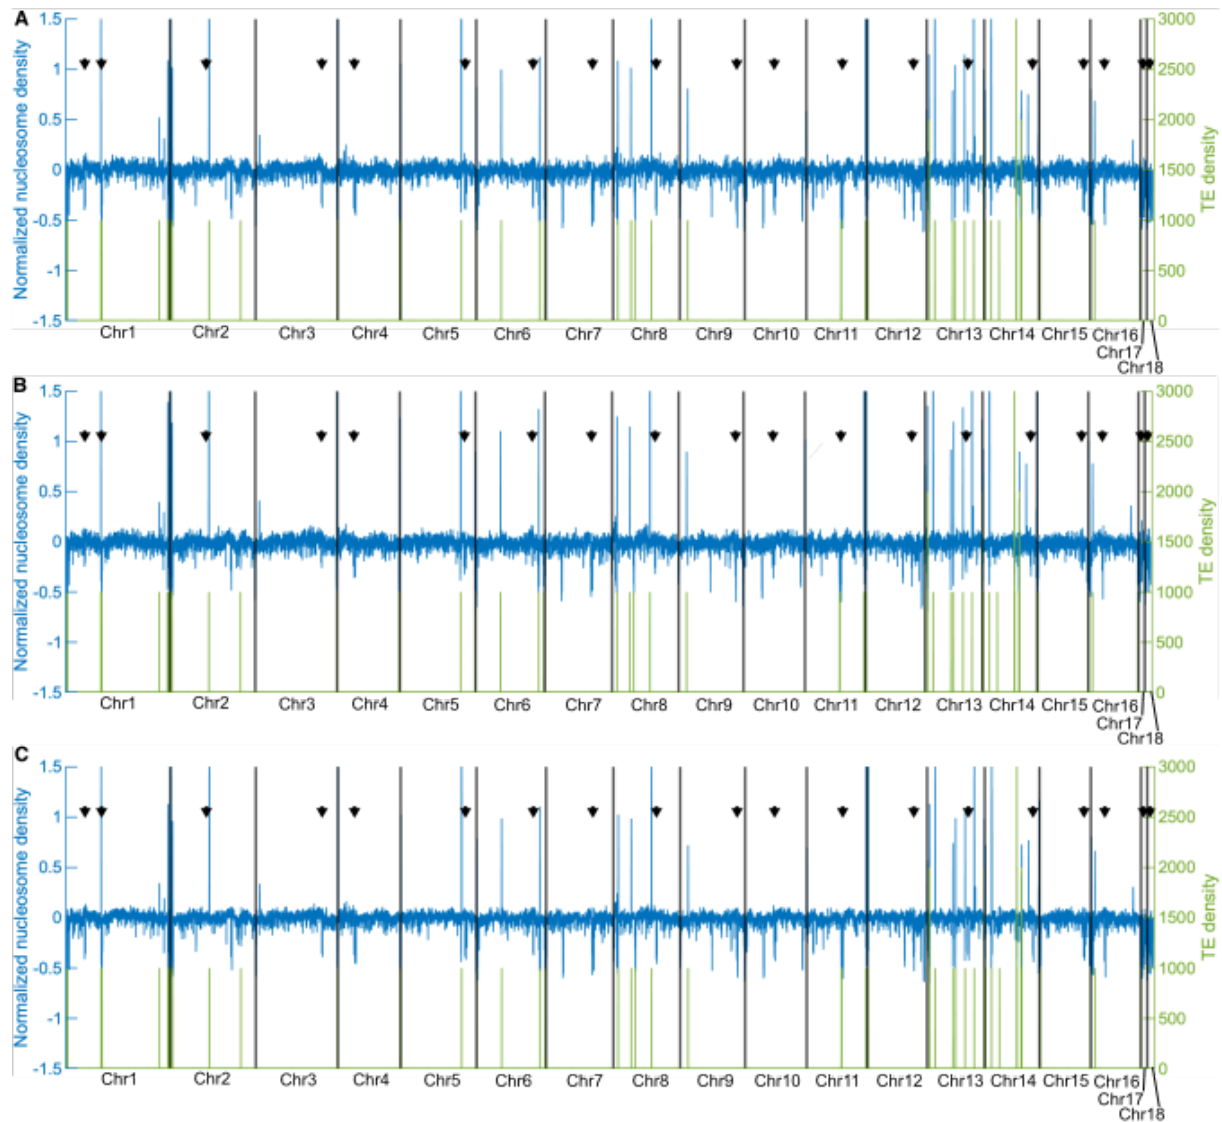 A
Normalized nucleosome density
1.5
1
0.5
0
-0.5
-1
-1.5
3000
2500
2000
1500
1000
500
0
TE density
Chr1 Chr2 Chr3 Chr4 Chr5 Chr6 Chr7 Chr8 Chr9 Chr10 Chr11 Chr12 Chr13 Chr14 Chr15 Chr16
Chr17
Chr18
B
Normalized nucleosome density
1.5
1
0.5
0
-0.5
-1
-1.5
3000
2500
2000
1500
1000
500
0
TE density
Chr1 Chr2 Chr3 Chr4 Chr5 Chr6 Chr7 Chr8 Chr9 Chr10 Chr11 Chr12 Chr13 Chr14 Chr15 Chr16
Chr17
Chr18
C
Normalized nucleosome density
1.5
1
0.5
0
-0.5
-1
-1.5
3000
2500
2000
1500
1000
500
0
TE density
Chr1 Chr2 Chr3 Chr4 Chr5 Chr6 Chr7 Chr8 Chr9 Chr10 Chr11 Chr12 Chr13 Chr14 Chr15 Chr16
Chr17
Chr18